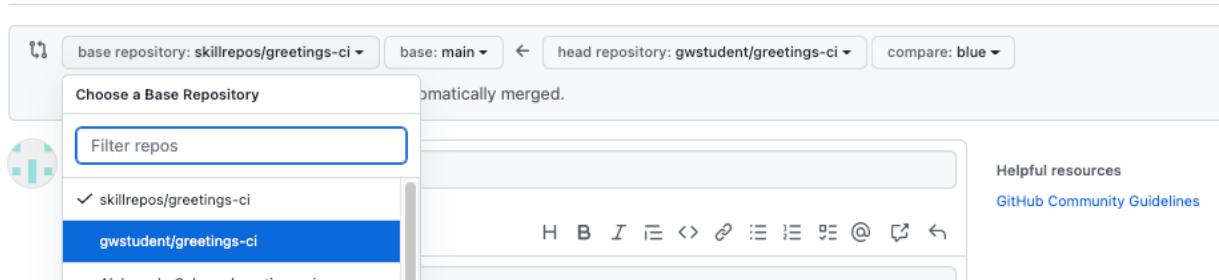 base repository: skillrepos/greetings-ci base: main ← head repository: gwstudent/greetings-ci compare: blue
Choose a Base Repository
omatically merged.
Filter repos
✓ skillrepos/greetings-ci
gwstudent/greetings-ci
Helpful resources
GitHub Community Guidelines
H B I <> @